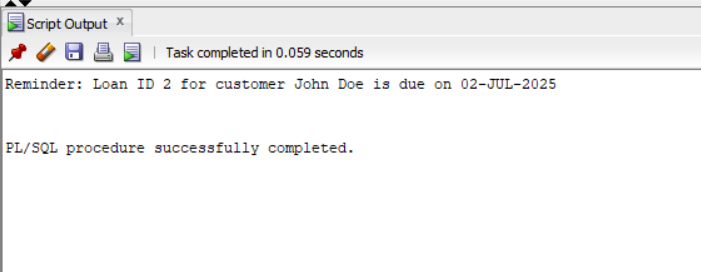 Script Output x
Task completed in 0.059 seconds
Reminder: Loan ID 2 for customer John Doe is due on 02-JUL-2025
PL/SQL procedure successfully completed.